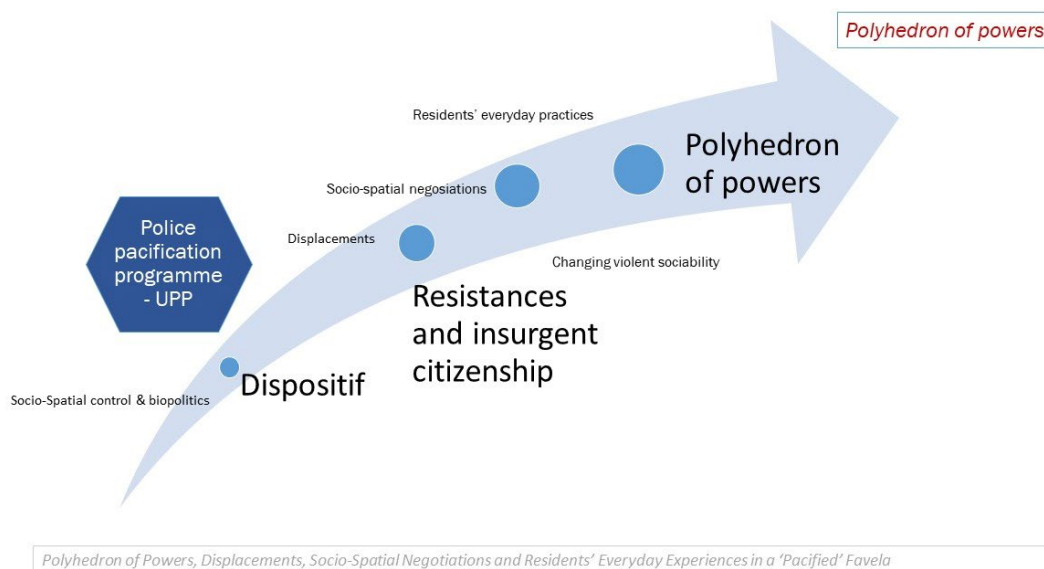 Polyhedron of powers
Residents' everyday practices
Polyhedron
of powers
Socio-spatial negosiations
Police
pacification
programme
- UPP
Displacements
Changing violent sociability
Resistances
and insurgent
citizenship
Dispositif
Socio-Spatial control & biopolitics
Polyhedron of Powers, Displacements, Socio-Spatial Negotiations and Residents' Everyday Experiences in a 'Pacified' Favela